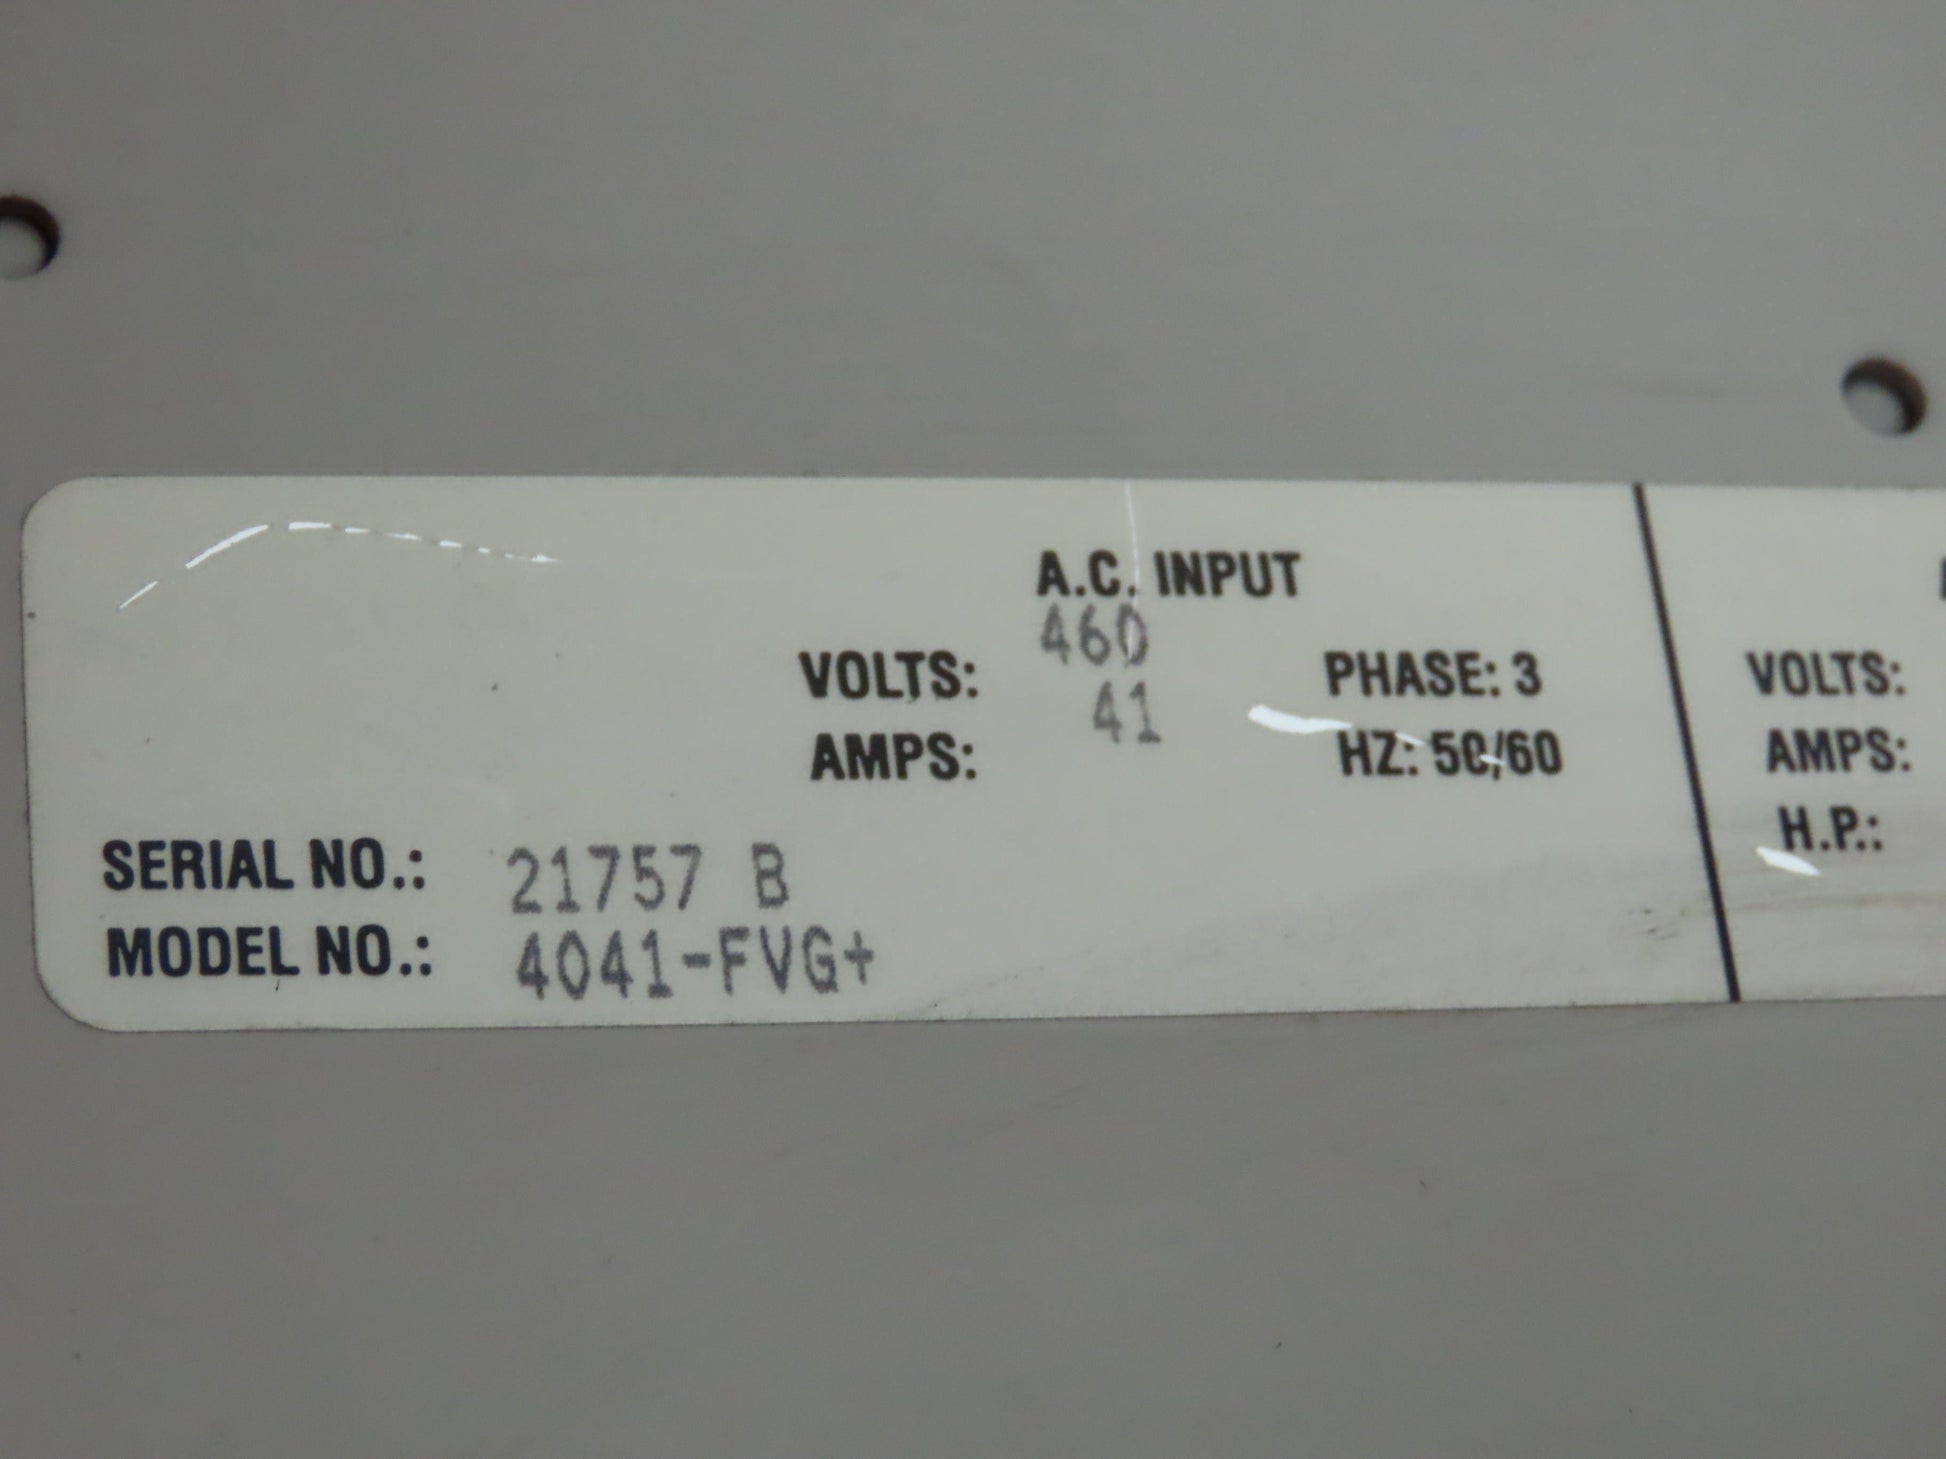 A.C. INPUT
VOLTS: 460 PHASE: 3
AMPS: 41 HZ: 50/60
SERIAL NO.: 21757 B
MODEL NO.: 4041-FVG+
VOLTS:
AMPS:
H.P.: